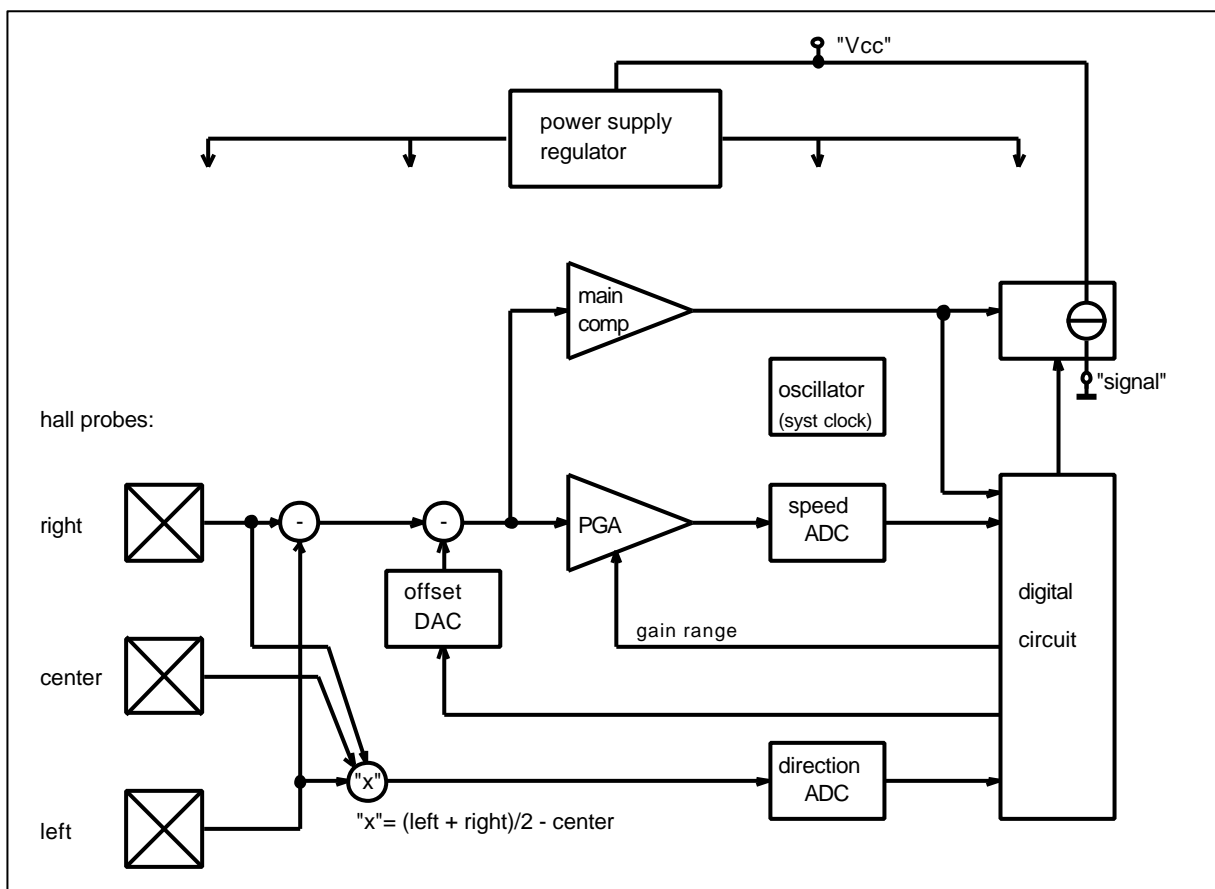 "Vcc"
power supply
regulator
main
comp
"signal"
oscillator
(syst clock)
hall probes:
right
-
-
PGA
speed
ADC
offset
DAC
digital
gain range
circuit
center
"x"
direction
ADC
"x"= (left + right)/2 - center
left